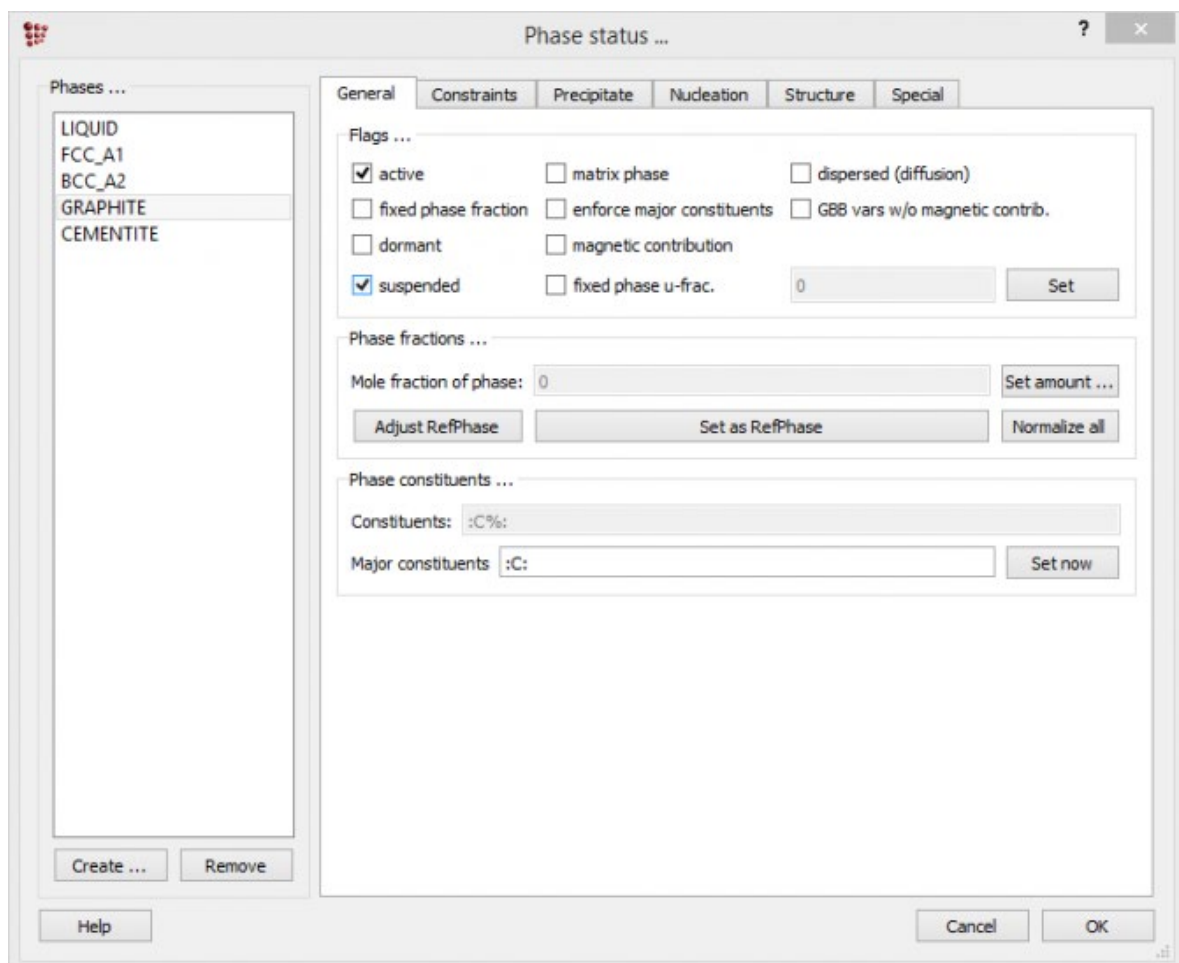 Phase status ...
?
Phases ...
LIQUID
FCC_A1
BCC_A2
GRAPHITE
CEMENTITE
Create ...
Remove
General
Constraints
Precipitate
Nucleation
Structure
Special
Flags ...
active
matrix phase
dispersed (diffusion)
fixed phase fraction
enforce major constituents
GBB vars w/o magnetic contrib.
dormant
magnetic contribution
suspended
fixed phase u-frac.
0
Set
Phase fractions ...
Mole fraction of phase: 0
Set amount ...
Adjust RefPhase
Set as RefPhase
Normalize all
Phase constituents ...
Constituents: :C%:
Major constituents :C:
Set now
Help
Cancel
OK